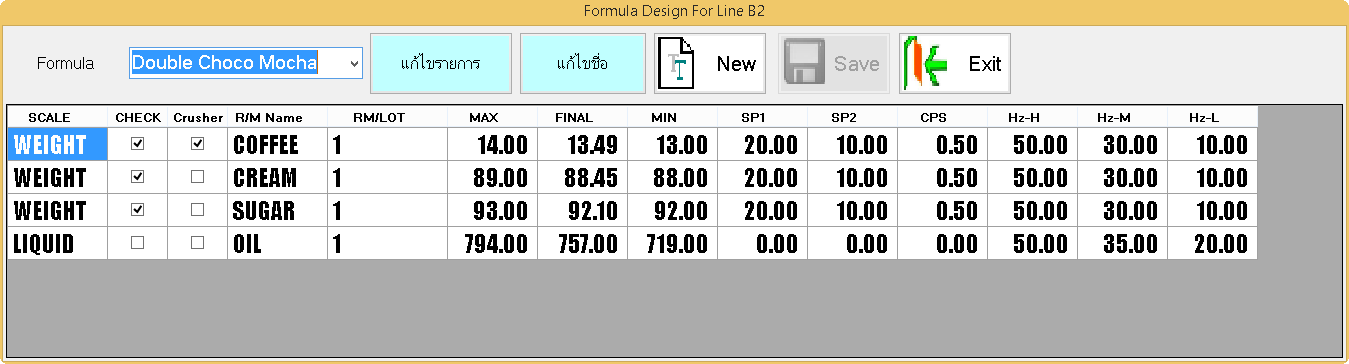 Formula Design For Line B2
Formula Double Choco Mocha แก้ไขรายการ แก้ไขชื่อ New Save Exit
SCALE CHECK Crusher R/M Name RM/LOT MAX FINAL MIN SP1 SP2 CPS Hz-H Hz-M Hz-L
WEIGHT COFFEE 1 14.00 13.49 13.00 20.00 10.00 0.50 50.00 30.00 10.00
WEIGHT CREAM 1 89.00 88.45 88.00 20.00 10.00 0.50 50.00 30.00 10.00
WEIGHT SUGAR 1 93.00 92.10 92.00 20.00 10.00 0.50 50.00 30.00 10.00
LIQUID OIL 1 794.00 757.00 719.00 0.00 0.00 0.00 50.00 35.00 20.00